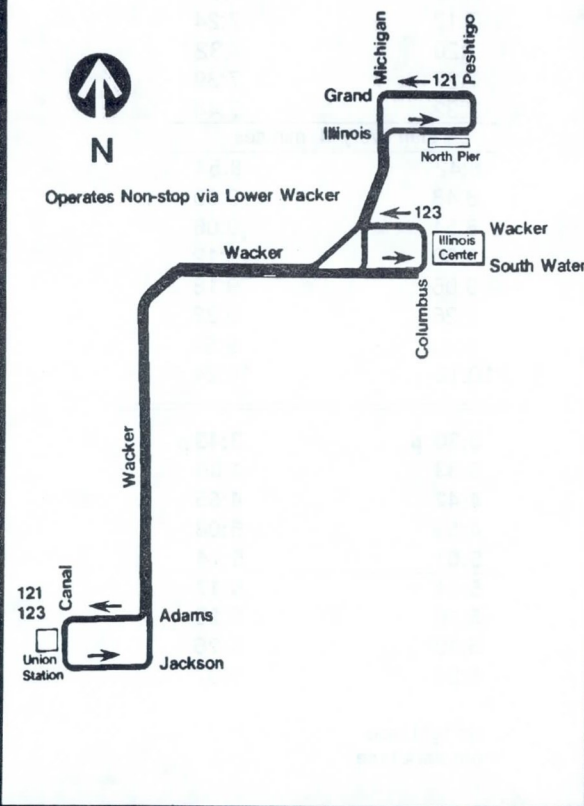 Michigan
Peshtigo
121
Grand
Illinois
North Pier
N
Operates Non-stop via Lower Wacker
123
Wacker
Illinois
Center
Wacker
South Water
Columbus
Wacker
121
123
Canal
Adams
Union
Station
Jackson